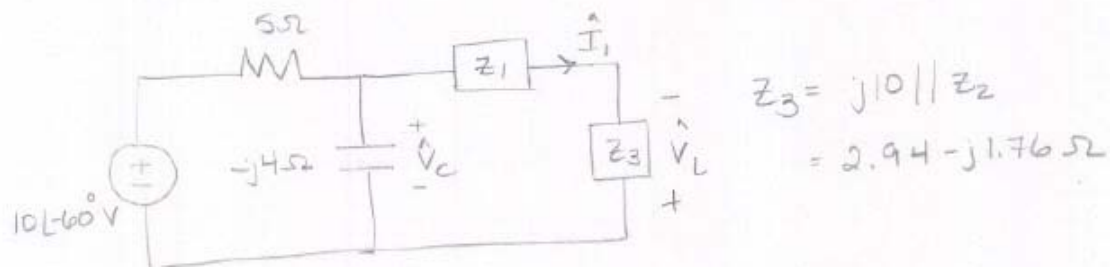 5Ω
Z1
Î1
Z3 = j10 || Z2
+
-
+
-
-j4Ω
V̂c
-
Z3
V̂L
+
= 2.94 - j1.76 Ω
10∠-60° V